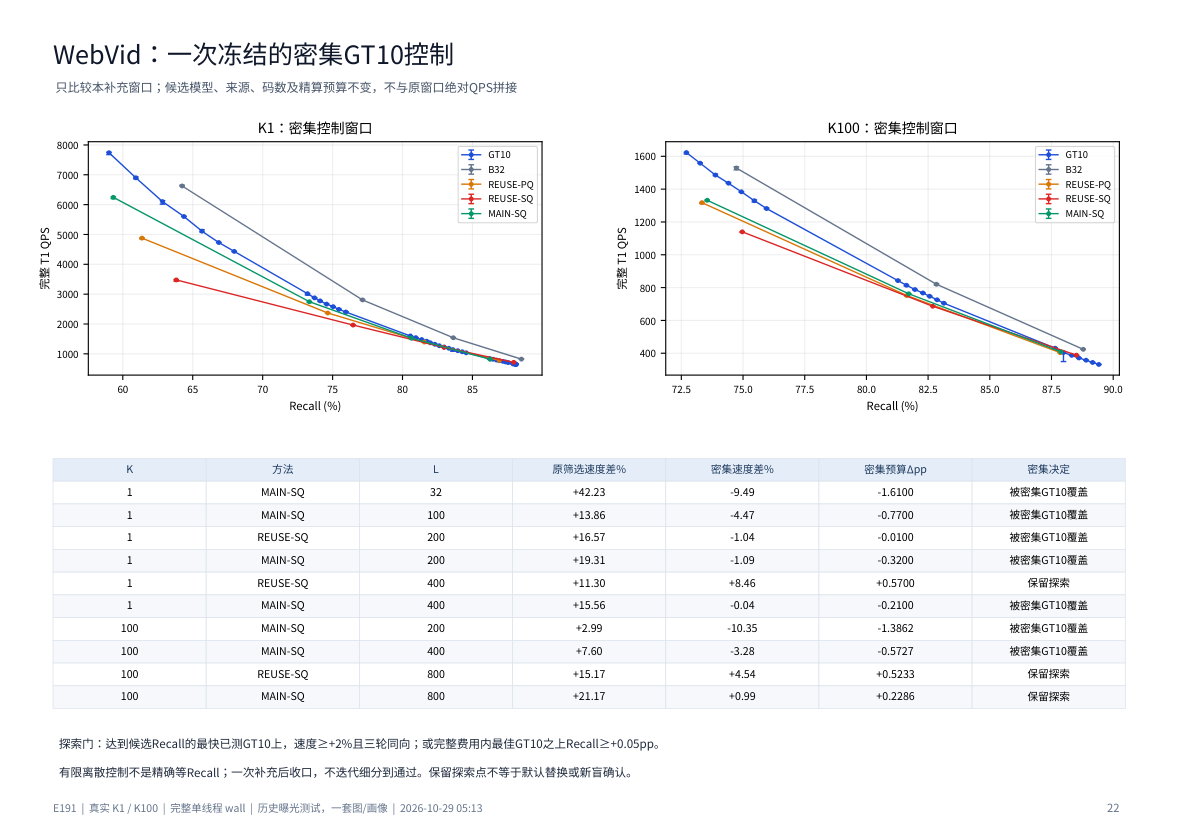 WebVid：一次冻结的密集GT10控制
只比较本补充窗口；候选模型、来源、码数及精算预算不变，不与原窗口绝对QPS拼接
K1：密集控制窗口
8000
7000
6000
5000
4000
3000
2000
1000
完整 T1 QPS
60 65 70 75 80 85
Recall (%)
GT10
B32
REUSE-PQ
REUSE-SQ
MAIN-SQ
K100：密集控制窗口
1600
1400
1200
1000
800
600
400
完整 T1 QPS
72.5 75.0 77.5 80.0 82.5 85.0 87.5 90.0
Recall (%)
GT10
B32
REUSE-PQ
REUSE-SQ
MAIN-SQ
K 方法 L 原筛选速度差% 密集速度差% 密集预算Δpp 密集决定
1 MAIN-SQ 32 +42.23 -9.49 -1.6100 被密集GT10覆盖
1 MAIN-SQ 100 +13.86 -4.47 -0.7700 被密集GT10覆盖
1 REUSE-SQ 200 +16.57 -1.04 -0.0100 被密集GT10覆盖
1 MAIN-SQ 200 +19.31 -1.09 -0.3200 被密集GT10覆盖
1 REUSE-SQ 400 +11.30 +8.46 +0.5700 保留探索
1 MAIN-SQ 400 +15.56 -0.04 -0.2100 被密集GT10覆盖
100 MAIN-SQ 200 +2.99 -10.35 -1.3862 被密集GT10覆盖
100 MAIN-SQ 400 +7.60 -3.28 -0.5727 被密集GT10覆盖
100 REUSE-SQ 800 +15.17 +4.54 +0.5233 保留探索
100 MAIN-SQ 800 +21.17 +0.99 +0.2286 保留探索
探索门：达到候选Recall的最快已测GT10上，速度≥+2%且三轮同向；或完整费用内最佳GT10之上Recall≥+0.05pp。
有限离散控制不是精确等Recall；一次补充后收口，不迭代细分到通过。保留探索点不等于默认替换或新盲确认。
E191 | 真实 K1 / K100 | 完整单线程 wall | 历史曝光测试，一套图/画像 | 2026-10-29 05:13
22